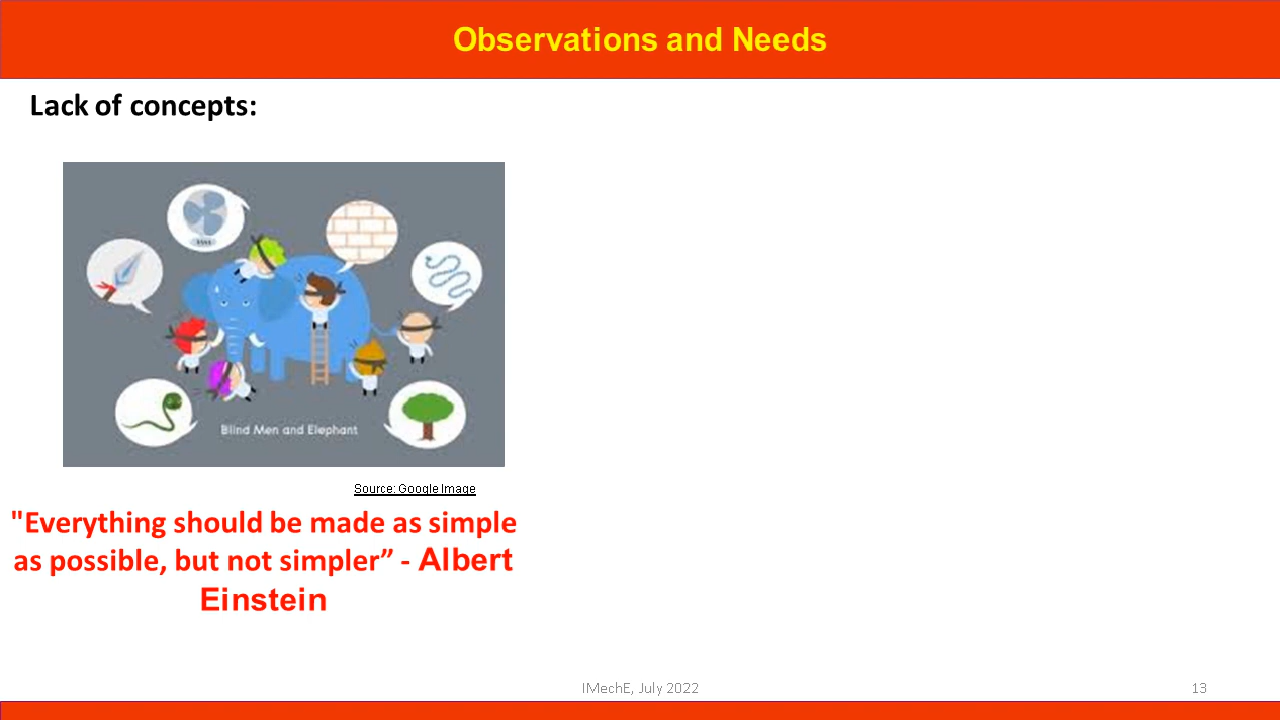 Observations and Needs
Lack of concepts:
Blind Men and Elephant
Source: Google Image
"Everything should be made as simple
as possible, but not simpler” - Albert
Einstein
IMechE, July 2022
13